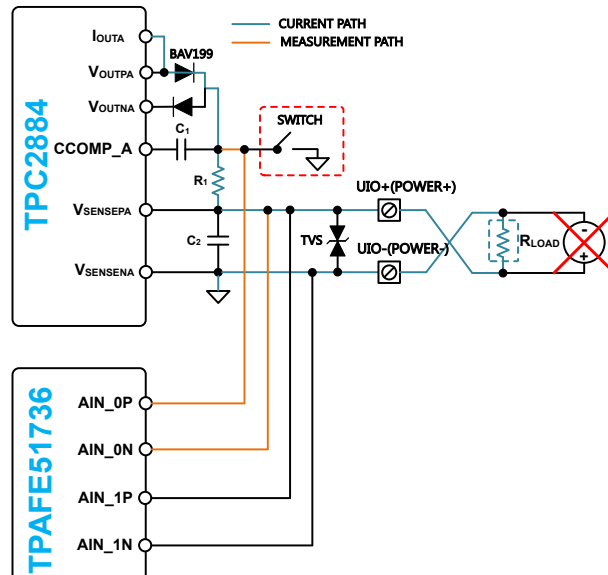 CURRENT PATH
MEASUREMENT PATH
TPC2884
IOUTA
VOUTPA
VOUTNA
CCOMP_A
VSENSEPA
VSENSENA
BAV199
C1
SWITCH
R1
C2
TVS
UIO+(POWER+)
UIO-(POWER-)
RLOAD
-
+
TPAFE51736
AIN_0P
AIN_0N
AIN_1P
AIN_1N